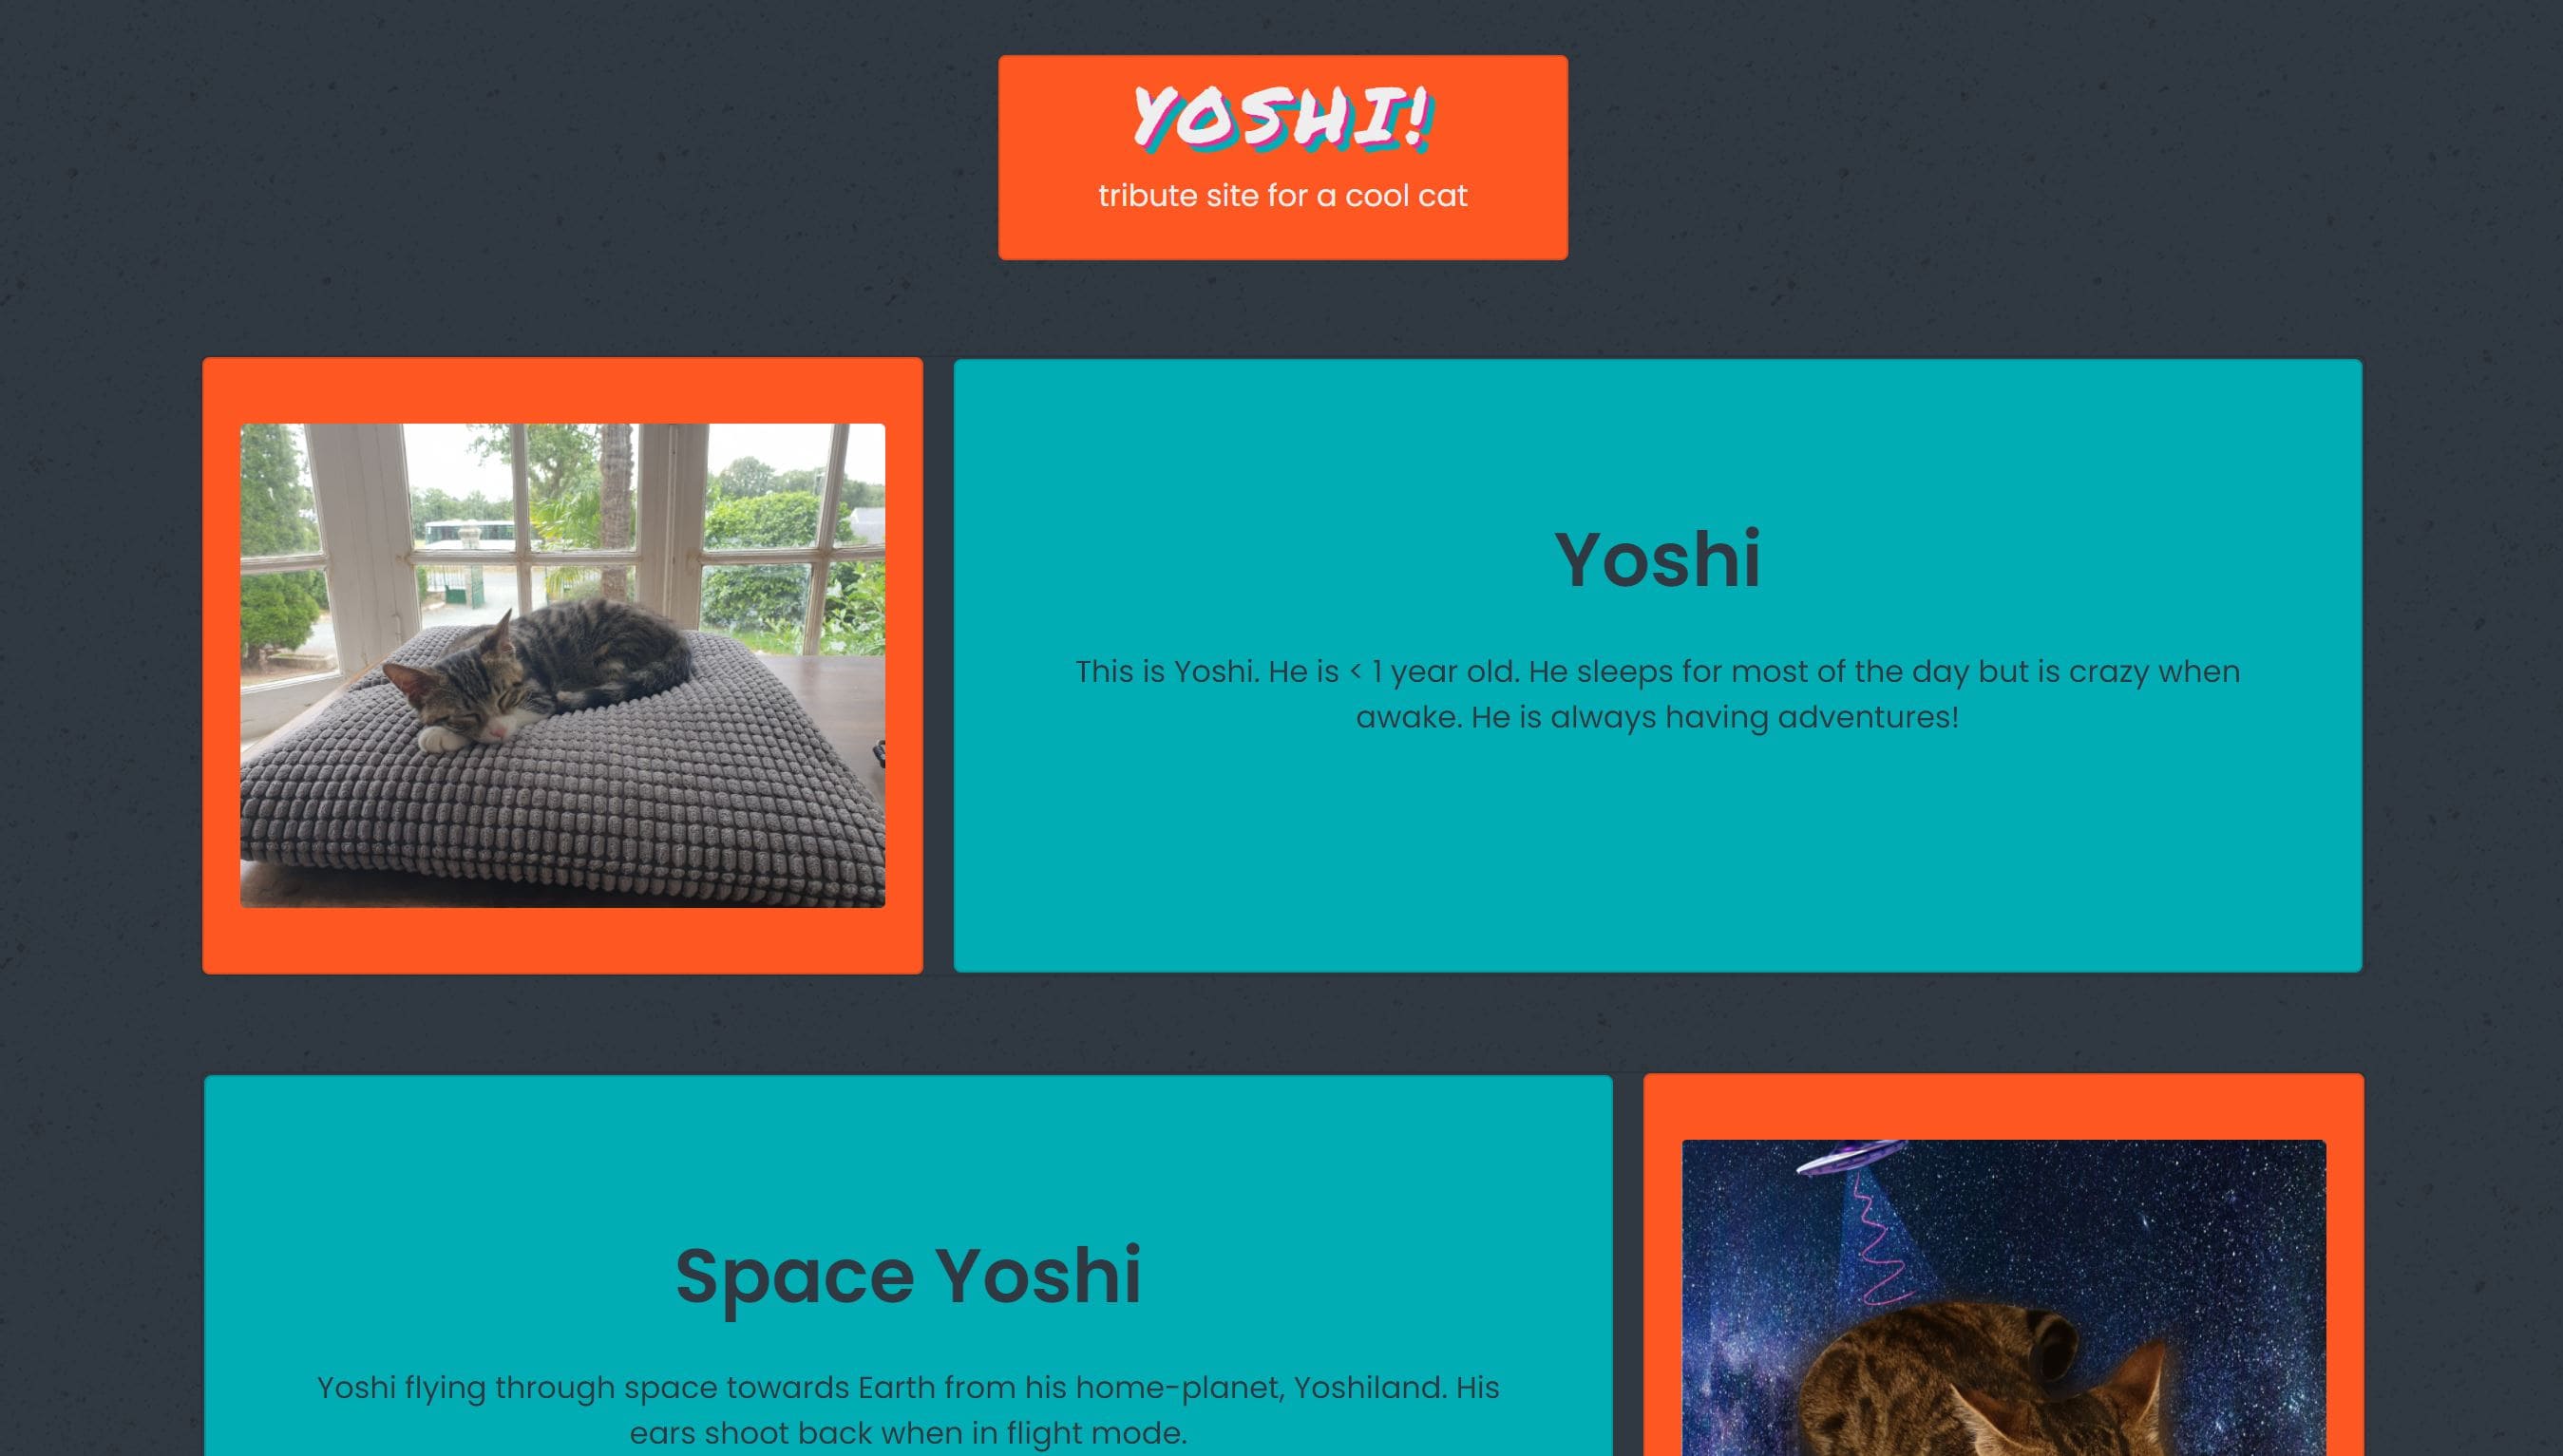 YOSHI!
tribute site for a cool cat
Yoshi
This is Yoshi. He is < 1 year old. He sleeps for most of the day but is crazy when
awake. He is always having adventures!
Space Yoshi
Yoshi flying through space towards Earth from his home-planet, Yoshiland. His
ears shoot back when in flight mode.